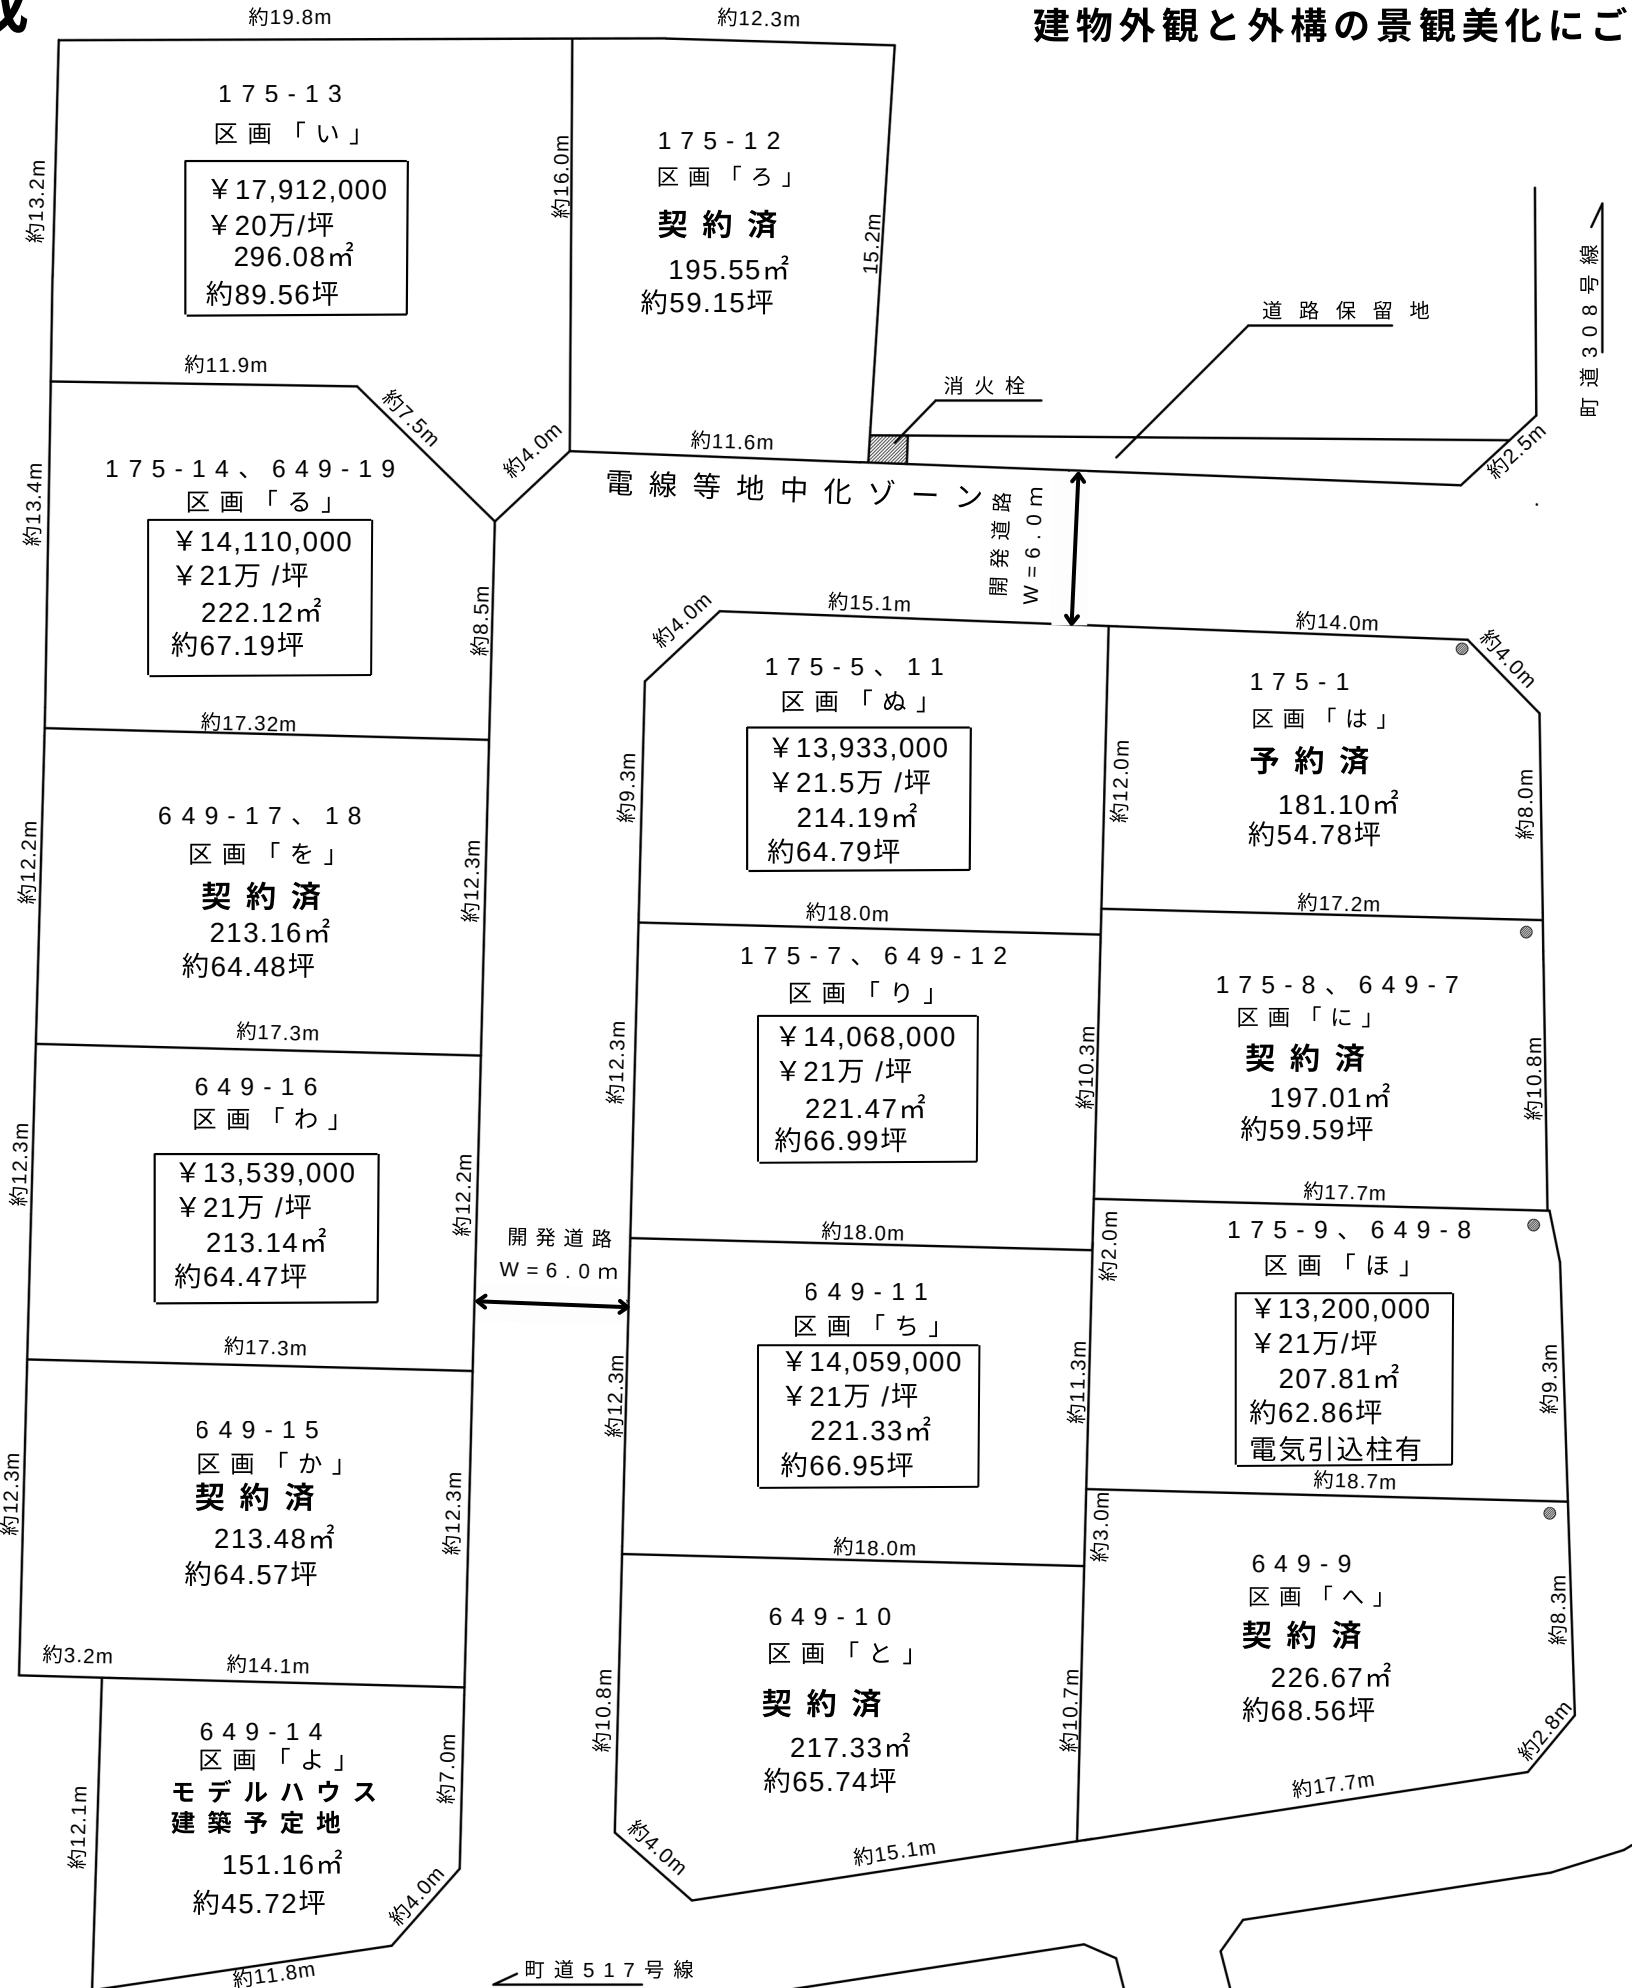 約19.8m
約12.3m
建物外観と外構の景観美化にご
175-13
区画「い」
￥17,912,000
￥20万/坪
296.08㎡
約89.56坪
約13.2m
約16.0m
約11.9m
約7.5m
約4.0m
175-12
区画「ろ」
契約済
195.55㎡
約59.15坪
15.2m
約11.6m
消火栓
道路保留地
町道308号線
約2.5m
電線等地中化ゾーン
開発道路
W=6.0m
175-14、649-19
区画「る」
￥14,110,000
￥21万 /坪
222.12㎡
約67.19坪
約13.4m
約8.5m
約17.32m
649-17、18
区画「を」
契約済
213.16㎡
約64.48坪
約12.2m
約12.3m
約17.3m
649-16
区画「わ」
￥13,539,000
￥21万 /坪
213.14㎡
約64.47坪
約12.3m
約12.2m
約17.3m
649-15
区画「か」
契約済
213.48㎡
約64.57坪
約12.3m
約12.3m
約3.2m
約14.1m
649-14
区画「よ」
モデルハウス
建築予定地
151.16㎡
約45.72坪
約12.1m
約7.0m
約4.0m
約11.8m
開発道路
W=6.0m
約4.0m
約15.1m
175-5、11
区画「ぬ」
￥13,933,000
￥21.5万 /坪
214.19㎡
約64.79坪
約9.3m
約12.0m
約18.0m
175-7、649-12
区画「り」
￥14,068,000
￥21万 /坪
221.47㎡
約66.99坪
約12.3m
約10.3m
約18.0m
約2.0m
649-11
区画「ち」
￥14,059,000
￥21万 /坪
221.33㎡
約66.95坪
約12.3m
約11.3m
約18.0m
約3.0m
649-10
区画「と」
契約済
217.33㎡
約65.74坪
約10.8m
約10.7m
約4.0m
約15.1m
約14.0m
約4.0m
175-1
区画「は」
予約済
181.10㎡
約54.78坪
約8.0m
約17.2m
175-8、649-7
区画「に」
契約済
197.01㎡
約59.59坪
約10.8m
約17.7m
175-9、649-8
区画「ほ」
￥13,200,000
￥21万/坪
207.81㎡
約62.86坪
電気引込柱有
約9.3m
約18.7m
649-9
区画「へ」
契約済
226.67㎡
約68.56坪
約8.3m
約2.8m
約17.7m
町道517号線